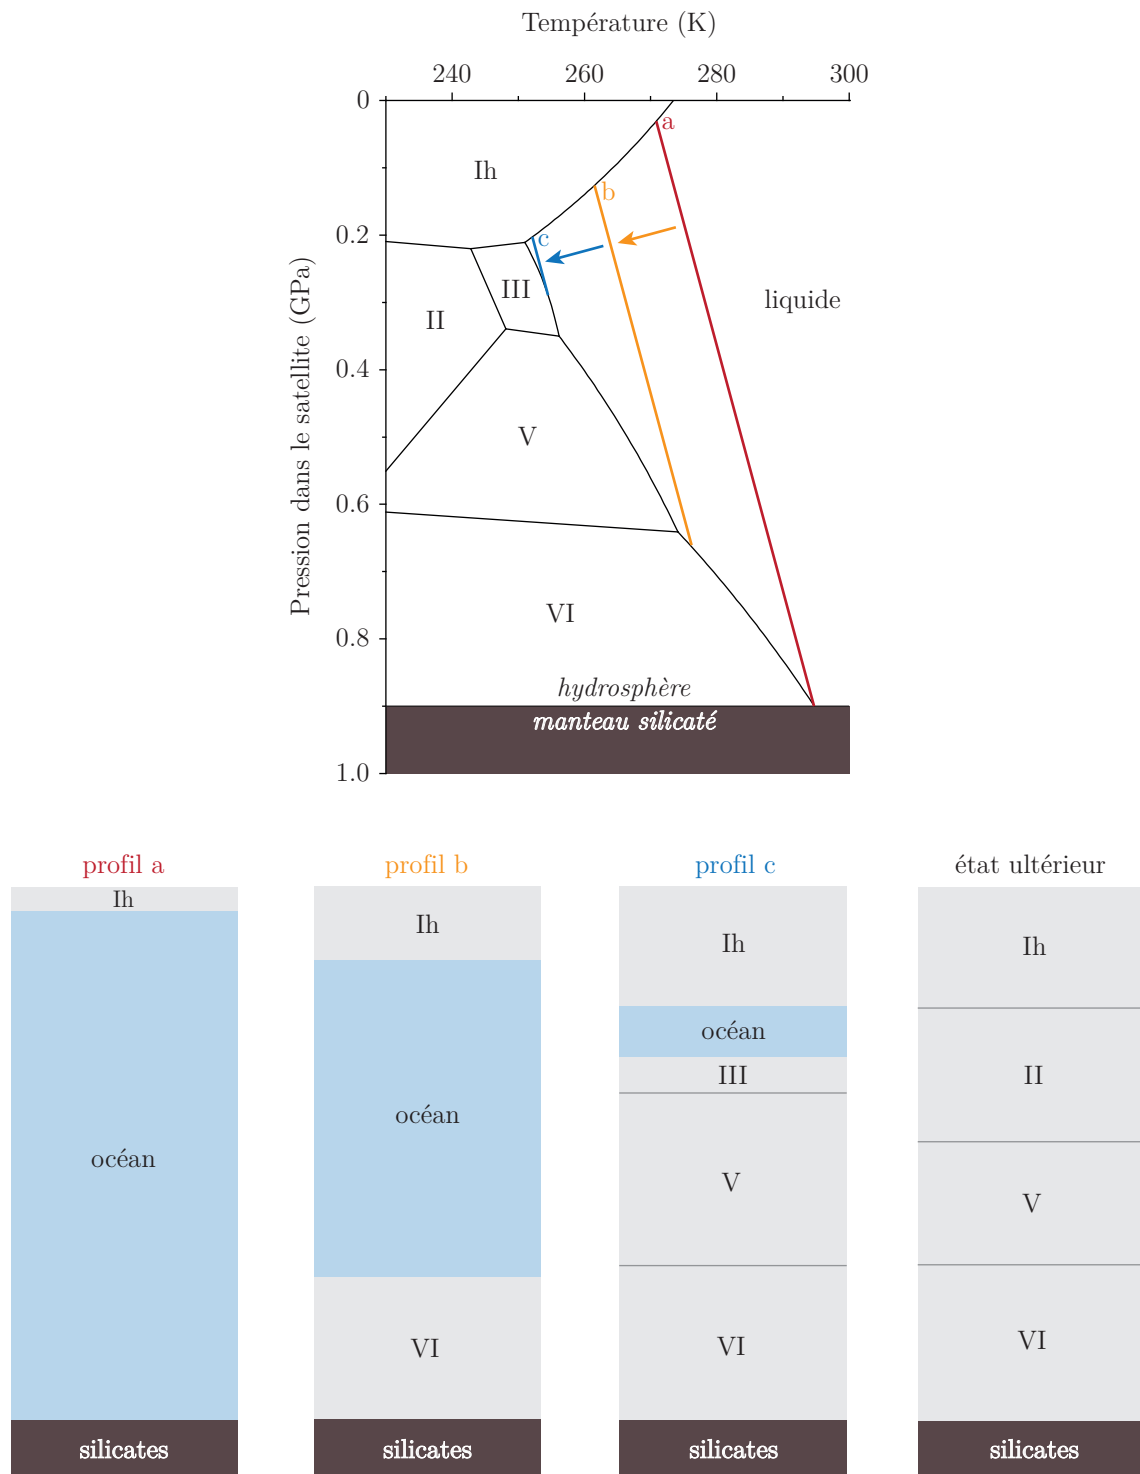 Température (K)
240 260 280 300
0
a
Ih
b
0.2
c
III
liquide
II
Pression dans le satellite (GPa)
0.4
V
0.6
VI
0.8
hydrosphère
manteau silicaté
1.0
profil a
profil b
profil c
état ultérieur
Ih
océan
silicates
Ih
océan
VI
silicates
Ih
océan
III
V
VI
silicates
Ih
II
V
VI
silicates